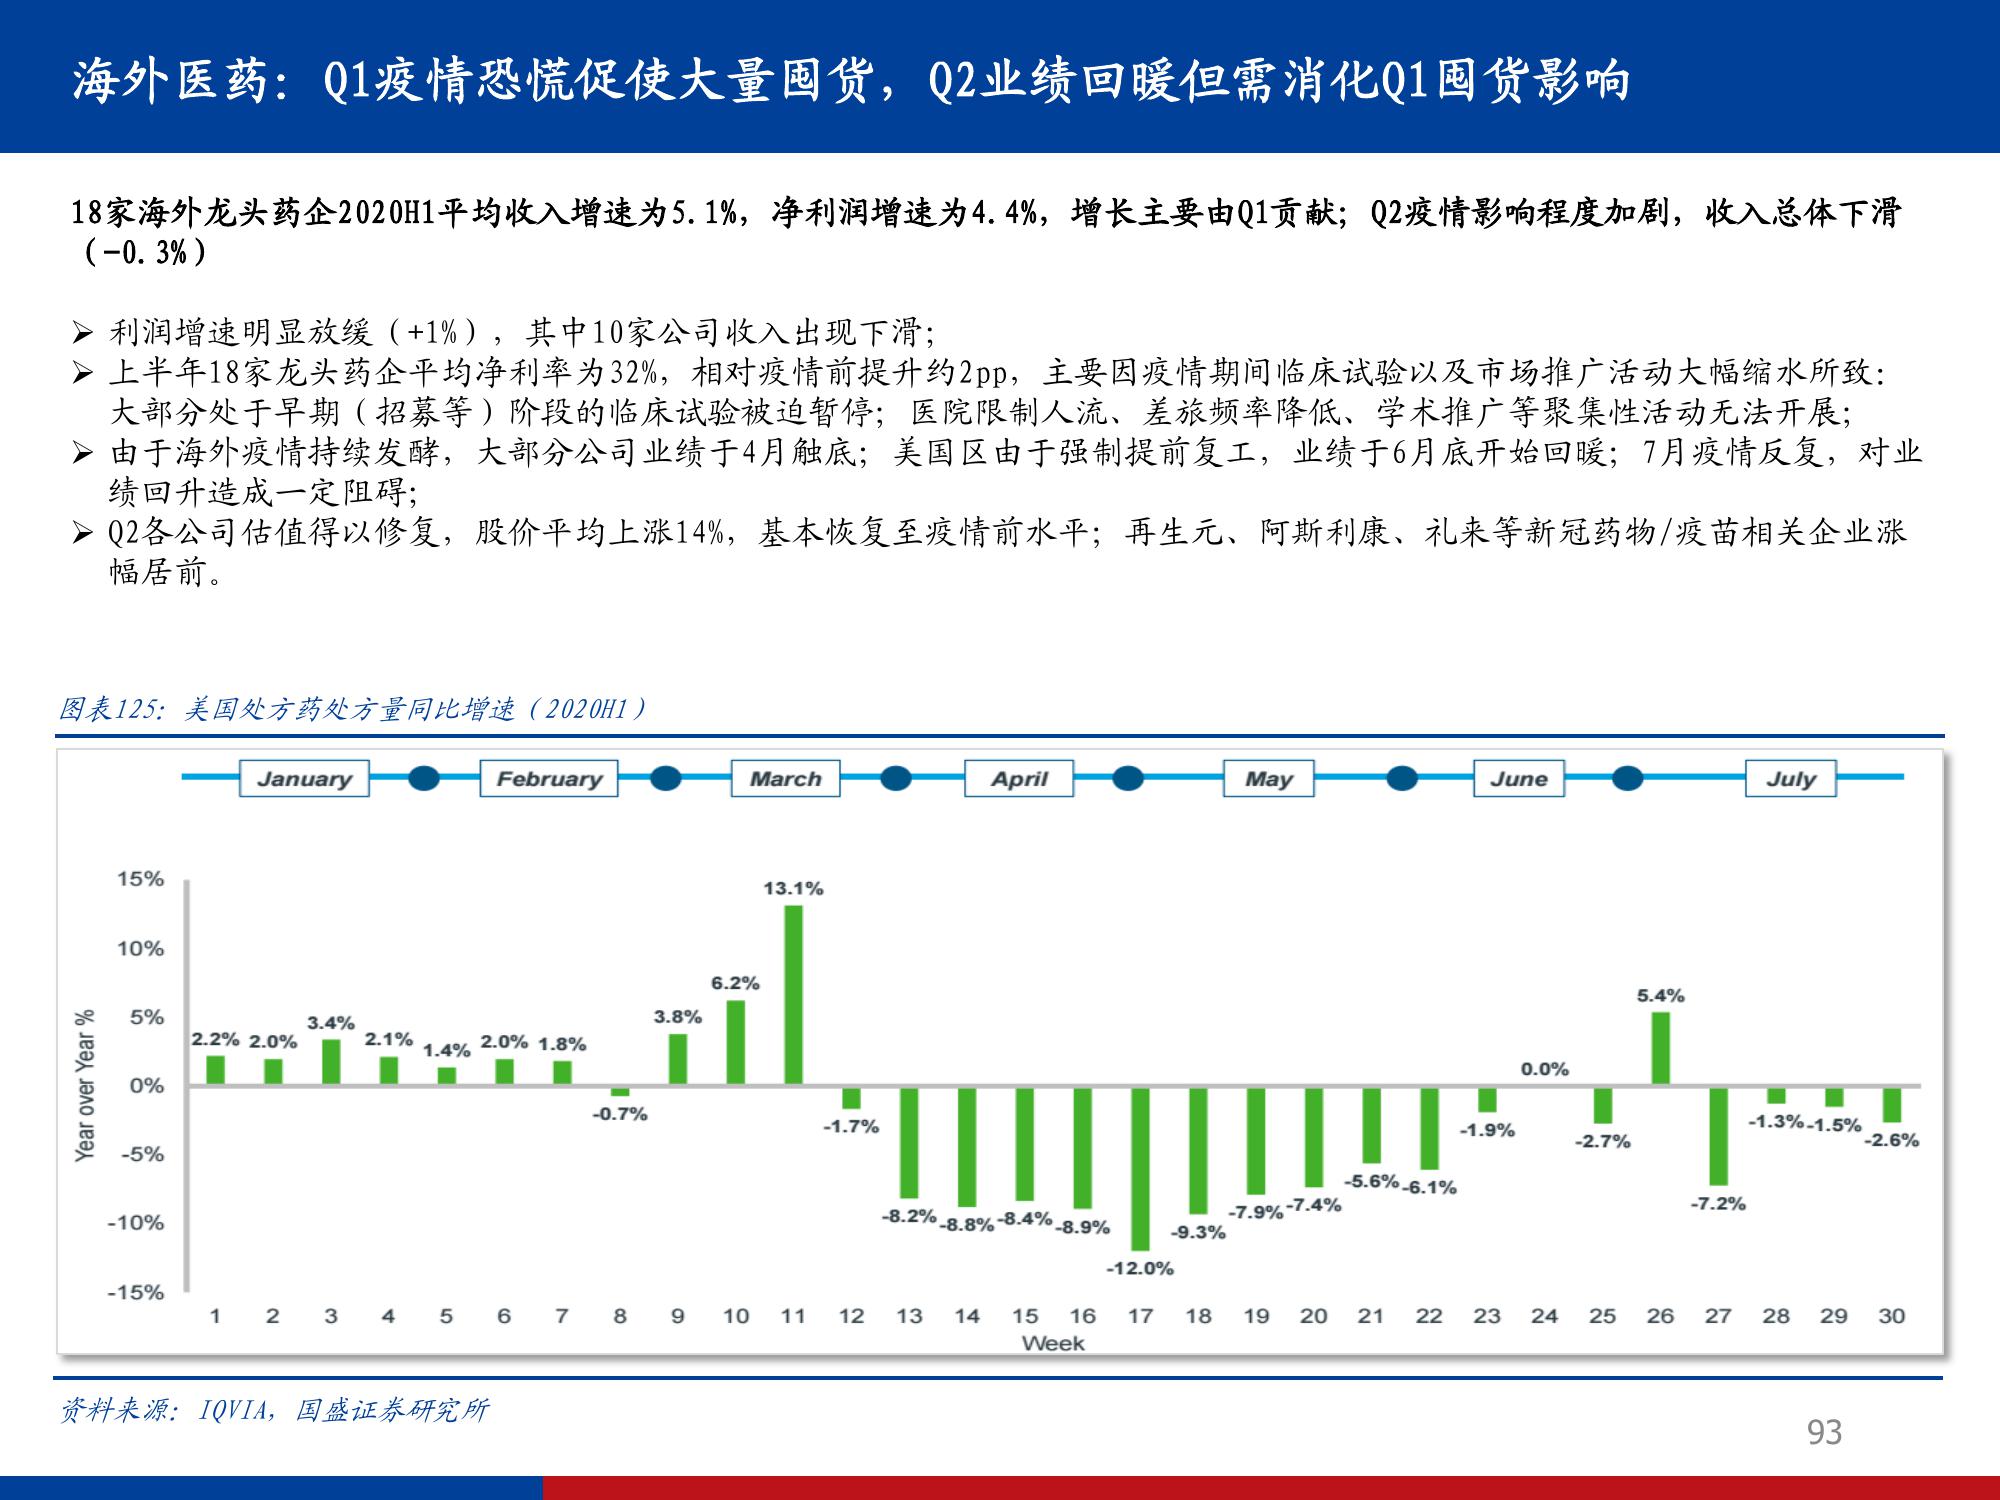 海外医药：Q1疫情恐慌促使大量囤货，Q2业绩回暖但需消化Q1囤货影响
18家海外龙头药企2020H1平均收入增速为5.1%，净利润增速为4.4%，增长主要由Q1贡献；Q2疫情影响程度加剧，收入总体下滑
（-0.3%）
➢ 利润增速明显放缓（+1%），其中10家公司收入出现下滑；
➢ 上半年18家龙头药企平均净利率为32%，相对疫情前提升约2pp，主要因疫情期间临床试验以及市场推广活动大幅缩水所致：
大部分处于早期（招募等）阶段的临床试验被迫暂停；医院限制人流、差旅频率降低、学术推广等聚集性活动无法开展；
➢ 由于海外疫情持续发酵，大部分公司业绩于4月触底；美国区由于强制提前复工，业绩于6月底开始回暖；7月疫情反复，对业
绩回升造成一定阻碍；
➢ Q2各公司估值得以修复，股价平均上涨14%，基本恢复至疫情前水平；再生元、阿斯利康、礼来等新冠药物/疫苗相关企业涨
幅居前。
图表125：美国处方药处方量同比增速（2020H1）
January February March April May June July
Year over Year %
15%
10%
5%
0%
-5%
-10%
-15%
2.2% 2.0% 3.4% 2.1% 1.4% 2.0% 1.8% -0.7% 3.8% 6.2% 13.1% -1.7% -8.2% -8.8% -8.4% -8.9% -12.0% -9.3% -7.9% -7.4% -5.6% -6.1% -1.9% 0.0% -2.7% 5.4% -7.2% -1.3% -1.5% -2.6%
1 2 3 4 5 6 7 8 9 10 11 12 13 14 15 16 17 18 19 20 21 22 23 24 25 26 27 28 29 30
Week
资料来源：IQVIA，国盛证券研究所
93